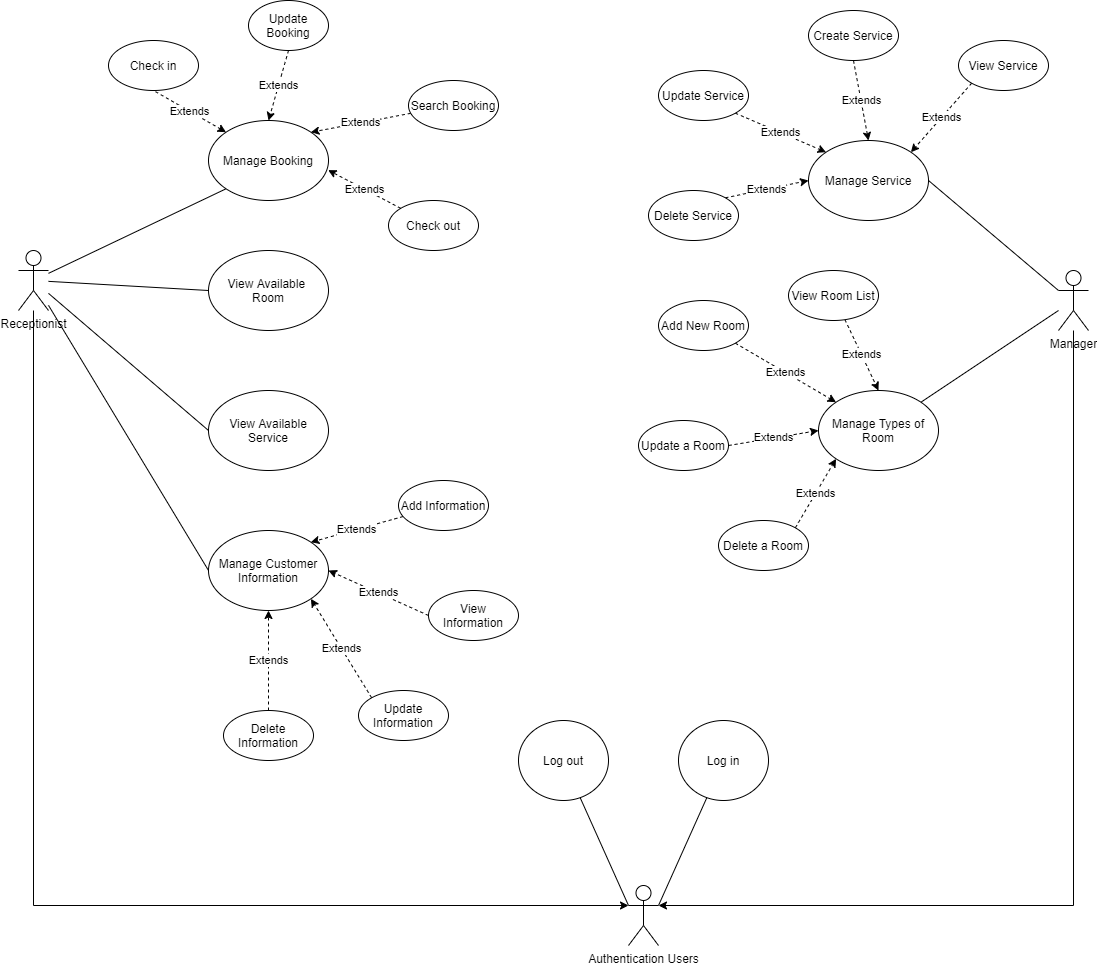 Update
Booking
Create Service
Check in
View Service
Extends
Update Service
Search Booking
Extends
Extends
Extends
Extends
Extends
Extends
Manage Booking
Manage Service
Extends
Extends
Delete Service
Check out
View Available
Room
View Room List
Receptionist
Add New Room
Manager
Extends
Extends
View Available
Service
Manage Types of
Room
Extends
Update a Room
Extends
Add Information
Extends
Delete a Room
Manage Customer
Information
Extends
View
Information
Extends
Extends
Update
Information
Delete
Information
Log out
Log in
Authentication Users